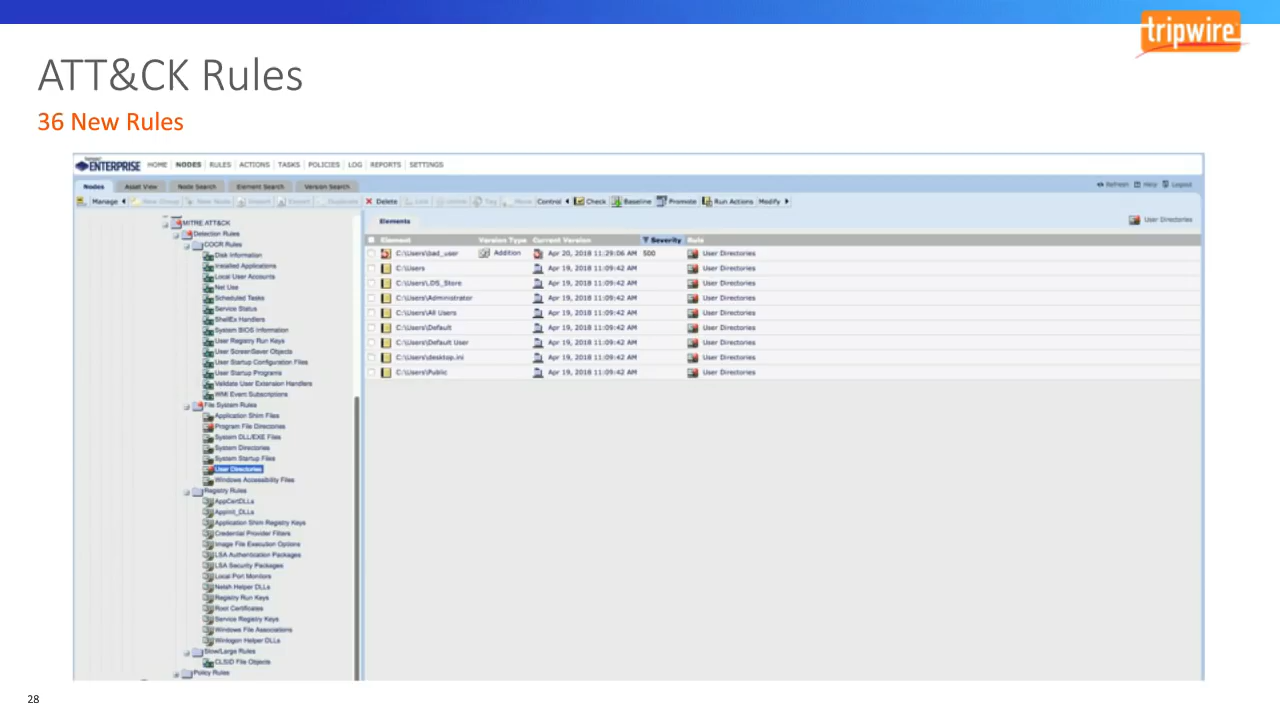 tripwire
ATT&CK Rules
36 New Rules
ENTERPRISE HOME NODES RULES ACTIONS TASKS POLICIES LOG REPORTS SETTINGS
Nodes Asset View Node Search Element Search Version Search Refresh Help Logout
Manage New Group New Node Import Export Duplicate Delete Link Unlink Tag Move Control Check Baseline Promote Run Actions Modify
MITRE ATT&CK
Detection Rules
COCR Rules
Disk Information
Installed Applications
Local User Accounts
Net Use
Scheduled Tasks
Service Status
ShellEx Handlers
System BIOS Information
User Registry Run Keys
User ScreenSaver Objects
User Startup Configuration Files
User Startup Programs
Validate User Extension Handlers
WMI Event Subscriptions
File System Rules
Application Shim Files
Program File Directories
System DLL/EXE Files
System Directories
System Startup Files
User Directories
Windows Accessibility Files
Registry Rules
AppCertDLLs
AppInit_DLLs
Application Shim Registry Keys
Credential Provider Filters
Image File Execution Options
LSA Authentication Packages
LSA Security Packages
Local Port Monitors
Netsh Helper DLLs
Registry Run Keys
Root Certificates
Service Registry Keys
Windows File Associations
Winlogon Helper DLLs
Slow/Large Rules
CLSID File Objects
Policy Rules
Elements User Directories
Element Version Type Current Version Severity Rule
C:\Users\bad_user Addition Apr 20, 2018 11:29:06 AM 500 User Directories
C:\Users Apr 19, 2018 11:09:42 AM User Directories
C:\Users\.DS_Store Apr 19, 2018 11:09:42 AM User Directories
C:\Users\Administrator Apr 19, 2018 11:09:42 AM User Directories
C:\Users\All Users Apr 19, 2018 11:09:42 AM User Directories
C:\Users\Default Apr 19, 2018 11:09:42 AM User Directories
C:\Users\Default User Apr 19, 2018 11:09:42 AM User Directories
C:\Users\desktop.ini Apr 19, 2018 11:09:42 AM User Directories
C:\Users\Public Apr 19, 2018 11:09:42 AM User Directories
28